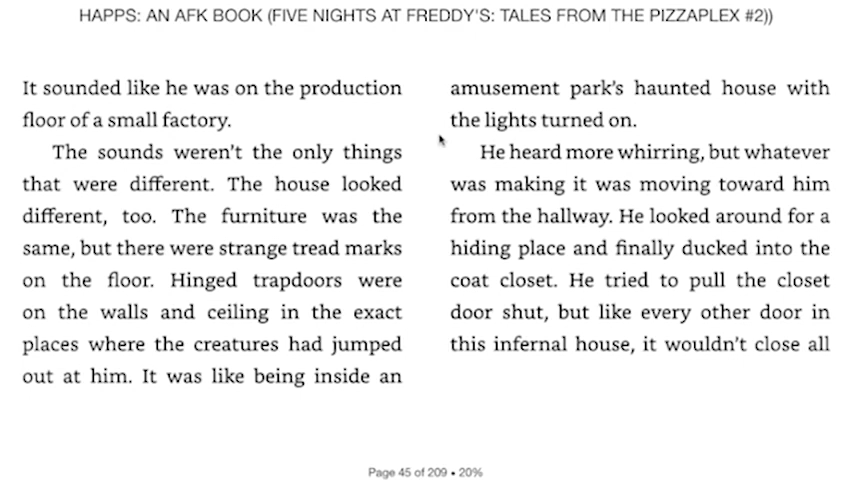 HAPPS: AN AFK BOOK (FIVE NIGHTS AT FREDDY'S: TALES FROM THE PIZZAPLEX #2))
It sounded like he was on the production
floor of a small factory.
The sounds weren't the only things
that were different. The house looked
different, too. The furniture was the
same, but there were strange tread marks
on the floor. Hinged trapdoors were
on the walls and ceiling in the exact
places where the creatures had jumped
out at him. It was like being inside an
amusement park's haunted house with
the lights turned on.
He heard more whirring, but whatever
was making it was moving toward him
from the hallway. He looked around for a
hiding place and finally ducked into the
coat closet. He tried to pull the closet
door shut, but like every other door in
this infernal house, it wouldn't close all
Page 45 of 209 • 20%